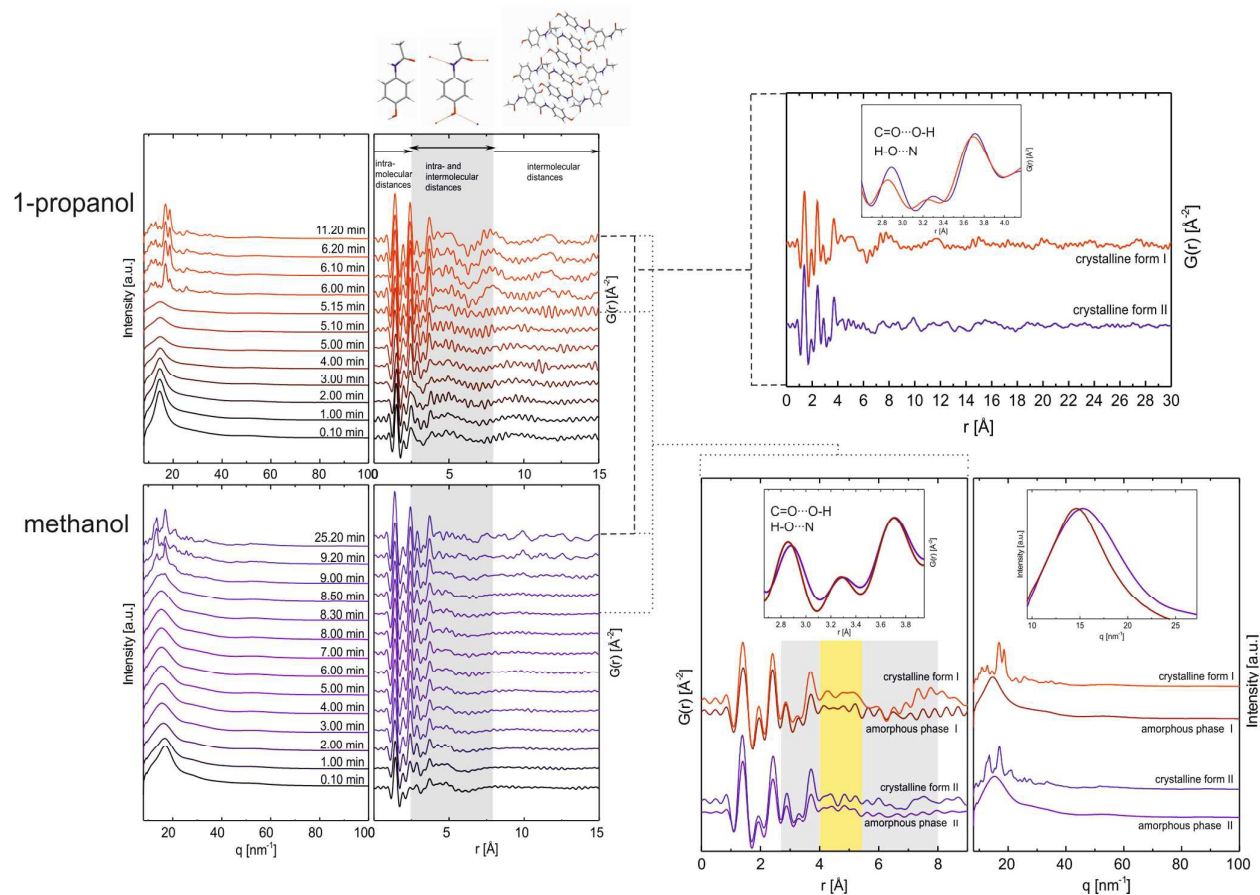 1-propanol
Intensity [a.u.]
11.20 min
6.20 min
6.10 min
6.00 min
5.15 min
5.10 min
5.00 min
4.00 min
3.00 min
2.00 min
1.00 min
0.10 min
20 40 60 80 100
intra-
molecular
distances
intra- and
intermolecular
distances
intermolecular
distances
G(r) [Å-2]
0 5 10 15
methanol
Intensity [a.u.]
25.20 min
9.20 min
9.00 min
8.50 min
8.30 min
8.00 min
7.00 min
6.00 min
5.00 min
4.00 min
3.00 min
2.00 min
1.00 min
0.10 min
20 40 60 80 100
q [nm-1]
G(r) [Å-2]
0 5 10 15
r [Å]
C=O···O-H
H-O···N
G(r) [Å-2]
2.8 3.0 3.2 3.4 3.6 3.8 4.0
r [Å]
crystalline form I
crystalline form II
G(r) [Å-2]
0 2 4 6 8 10 12 14 16 18 20 22 24 26 28 30
r [Å]
C=O···O-H
H-O···N
G(r) [Å-2]
2.7 3.0 3.3 3.6 3.9
r [Å]
G(r) [Å-2]
crystalline form I
amorphous phase I
crystalline form II
amorphous phase II
0 2 4 6 8
r [Å]
Intensity [a.u.]
10 15 20 25
q [nm-1]
crystalline form I
amorphous phase I
crystalline form II
amorphous phase II
Intensity [a.u.]
20 40 60 80 100
q [nm-1]